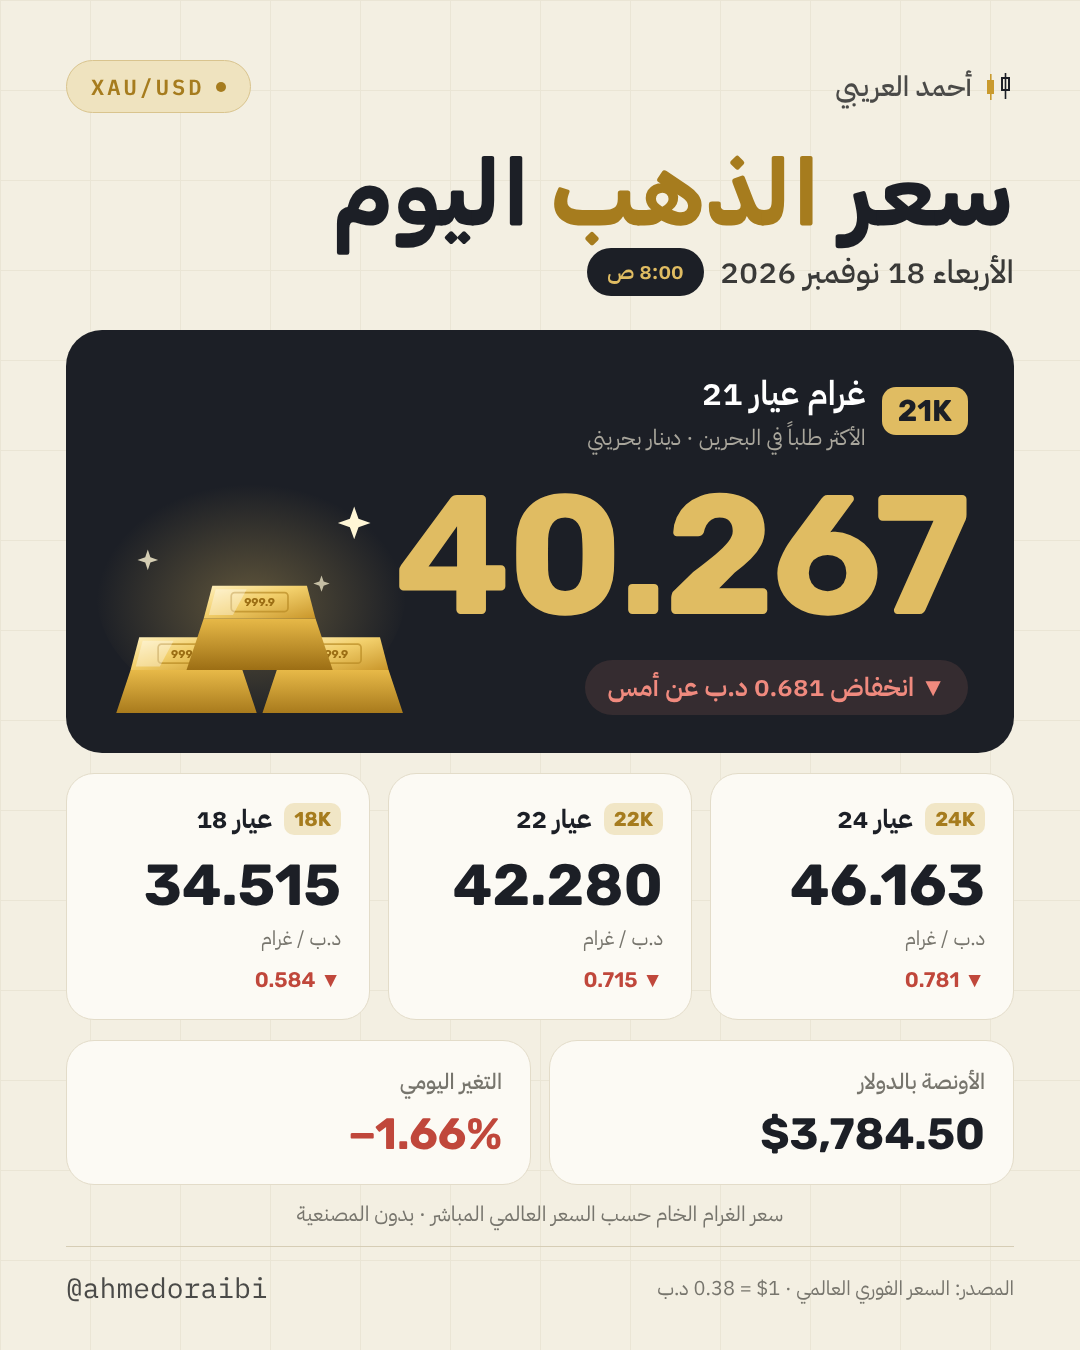 أحمد العريبي
XAU/USD
سعر الذهب اليوم
الأربعاء 18 نوفمبر 2026
8:00 ص
21K
غرام عيار 21
الأكثر طلباً في البحرين · دينار بحريني
40.267
▼ انخفاض 0.681 د.ب عن أمس
999.9
999
99.9
24K عيار 24
46.163
د.ب / غرام
▼ 0.781
22K عيار 22
42.280
د.ب / غرام
▼ 0.715
18K عيار 18
34.515
د.ب / غرام
▼ 0.584
الأونصة بالدولار
$3,784.50
التغير اليومي
−1.66%
سعر الغرام الخام حسب السعر العالمي المباشر · بدون المصنعية
المصدر: السعر الفوري العالمي · $1 = 0.38 د.ب
@ahmedoraibi